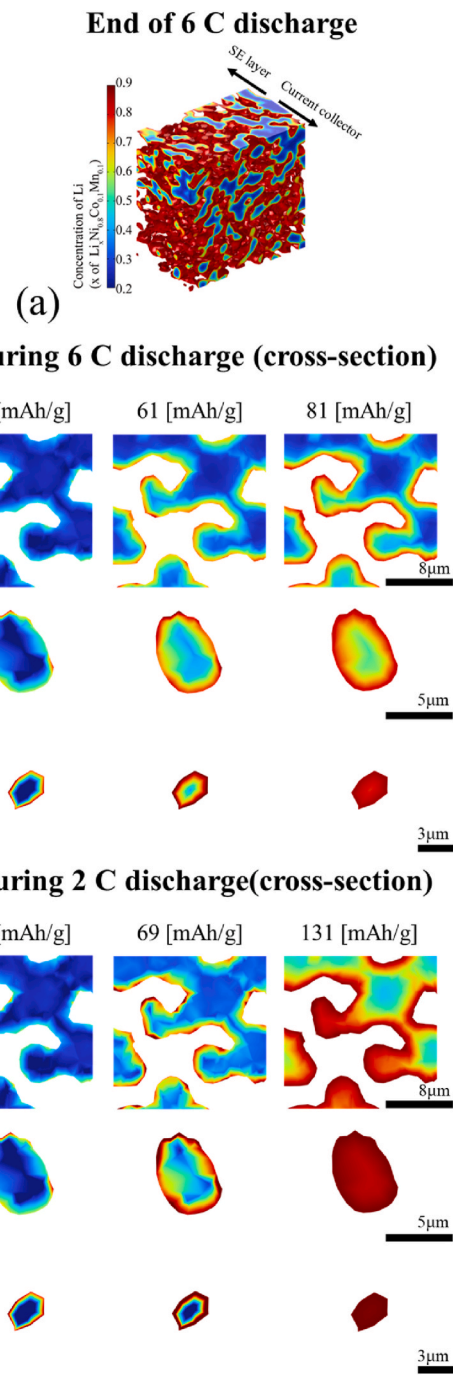 End of 6 C discharge
SE layer
Current collector
Concentration of Li
(x of LiₓNi₀.₈Co₀.₁Mn₀.₁)
0.9
0.8
0.7
0.6
0.5
0.4
0.3
0.2
(a)
uring 6 C discharge (cross-section)
[mAh/g] 61 [mAh/g] 81 [mAh/g]
8μm
5μm
3μm
uring 2 C discharge(cross-section)
[mAh/g] 69 [mAh/g] 131 [mAh/g]
8μm
5μm
3μm